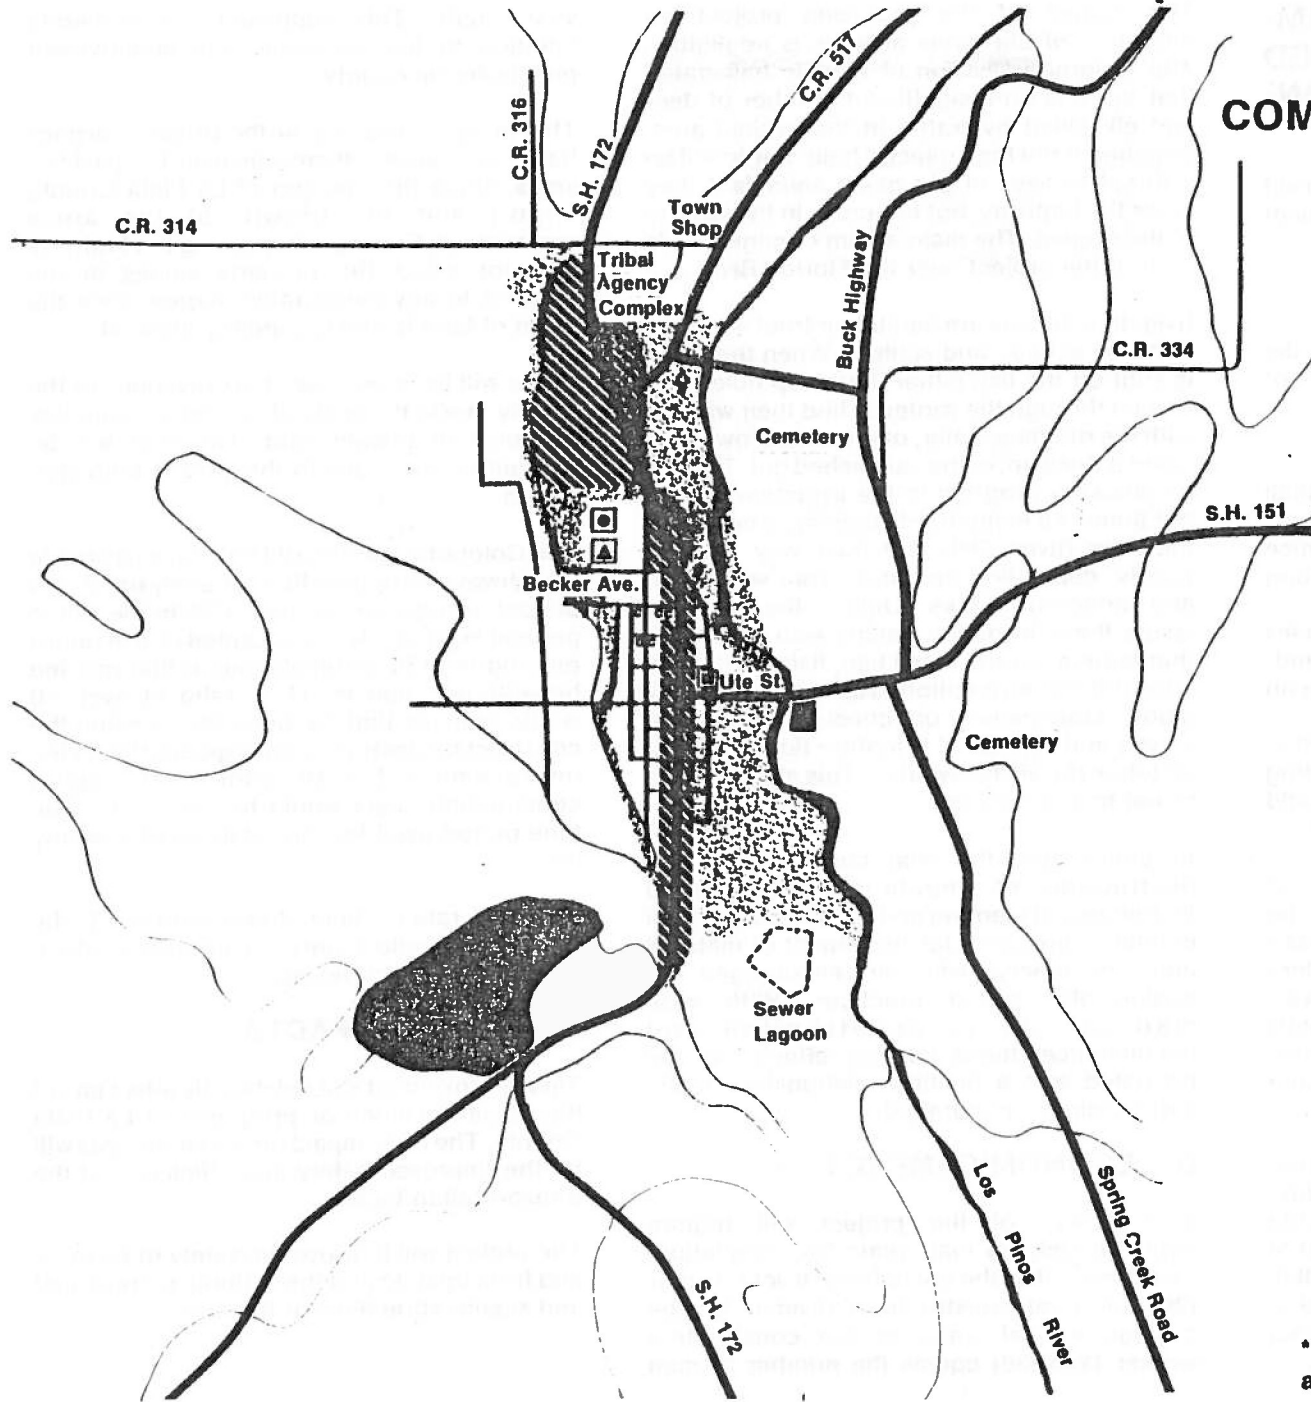 COM
C.R. 517
C.R. 316
S.H. 172
Town
Shop
C.R. 314
Tribal
Agency
Complex
Buck Highway
C.R. 334
Cemetery
S.H. 151
Becker Ave.
Ute St.
Cemetery
Sewer
Lagoon
Los Pinos River
Spring Creek Road
S.H. 172
*
a